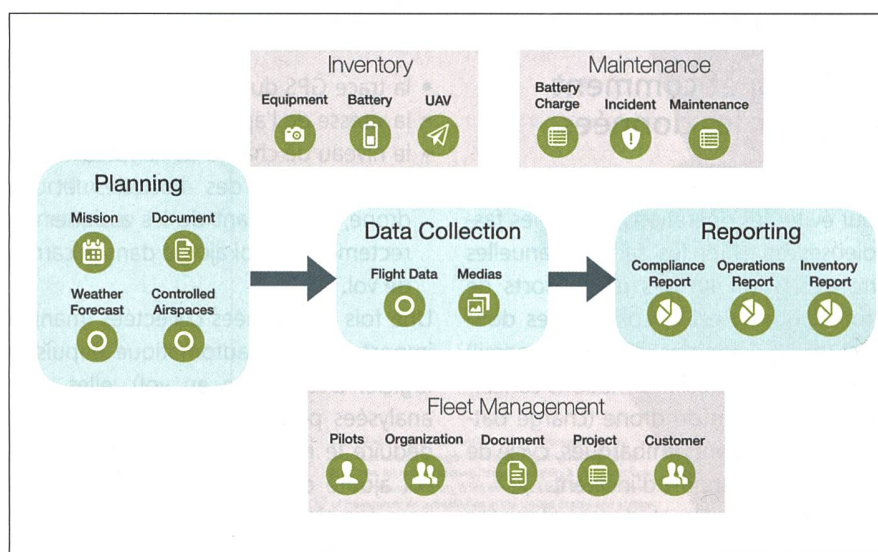 Inventory
Equipment Battery UAV
Maintenance
Battery
Charge Incident Maintenance
Planning
Mission Document
Weather
Forecast Controlled
Airspaces
Data Collection
Flight Data Medias
Reporting
Compliance
Report Operations
Report Inventory
Report
Fleet Management
Pilots Organization Document Project Customer